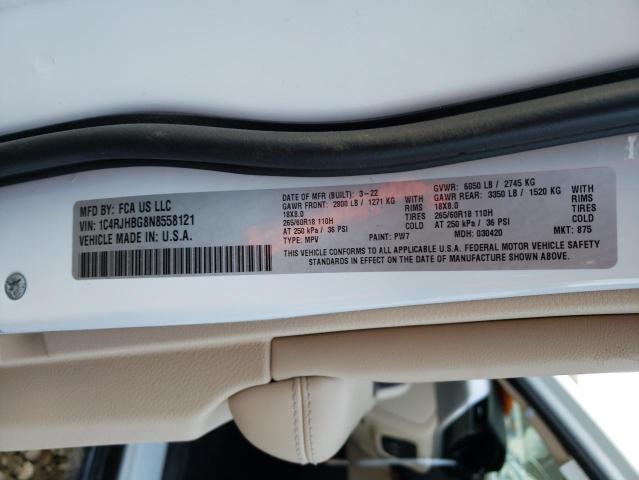 MFD BY: FCA US LLC
VIN: 1C4RJHBG8N8558121
VEHICLE MADE IN U.S.A.
DATE OF MFR (BUILT): 3-22
GAWR FRONT: 2800 LB / 1271 KG
WITH
18X8.0 RIMS
265/60R18 110H TIRES
AT 250 kPa / 36 PSI COLD
TYPE: MPV PAINT: PW7
GVWR: 6050 LB / 2745 KG
GAWR REAR: 3350 LB / 1520 KG
WITH
18X8.0 RIMS
265/60R18 110H TIRES
AT 250 kPa / 36 PSI COLD
MDH: 030420 MKT: 875
THIS VEHICLE CONFORMS TO ALL APPLICABLE U.S.A. FEDERAL MOTOR VEHICLE SAFETY
STANDARDS IN EFFECT ON THE DATE OF MANUFACTURE SHOWN ABOVE